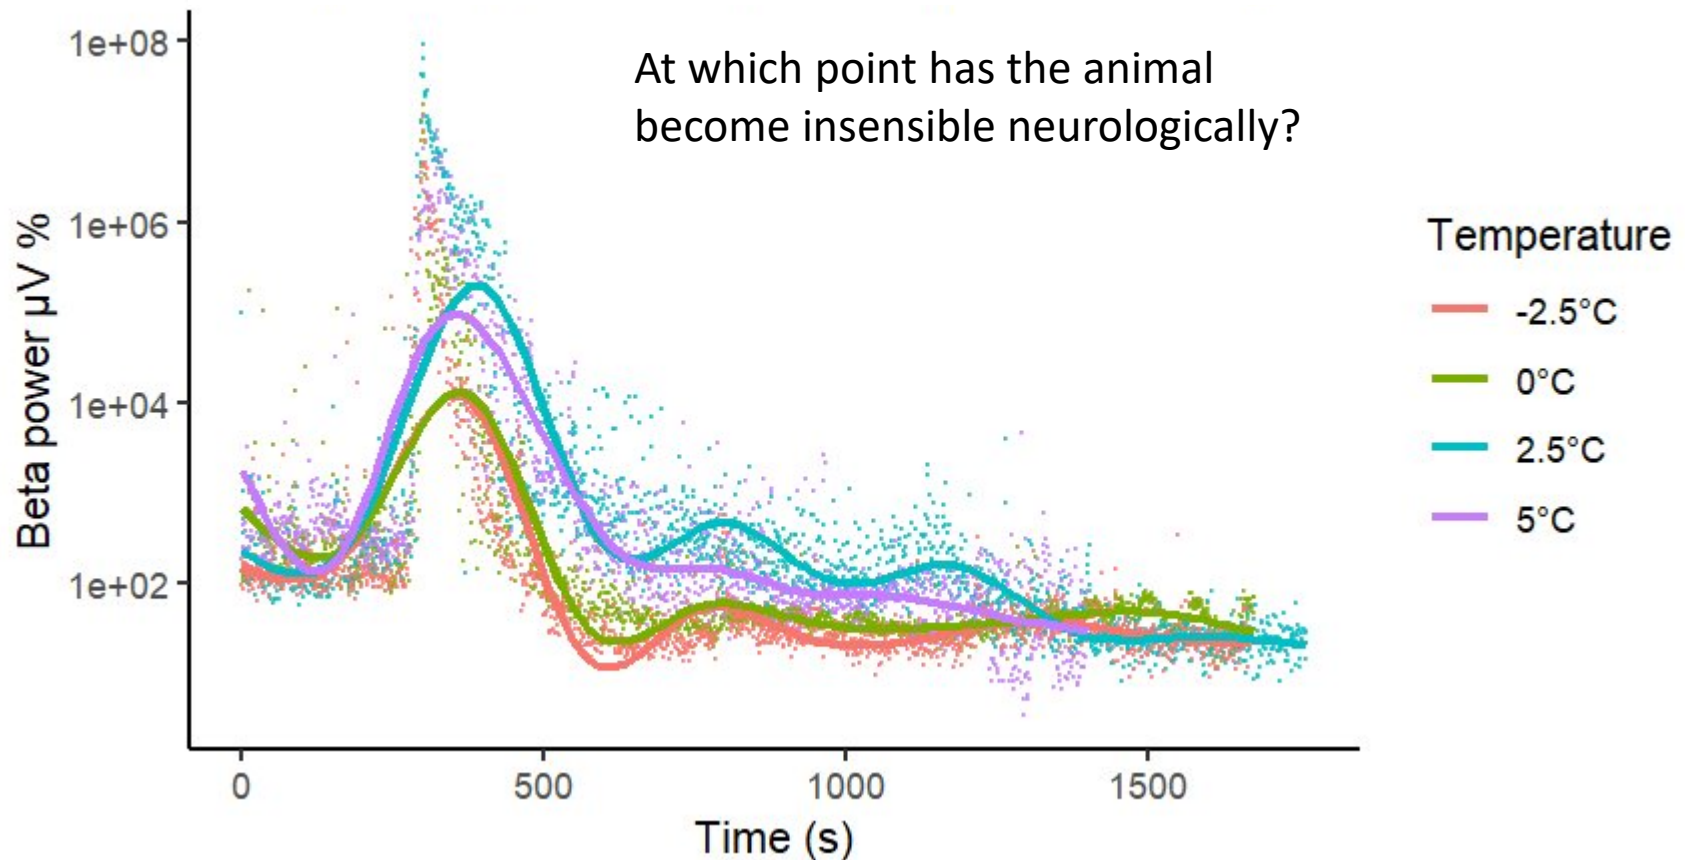 At which point has the animal
become insensible neurologically?
1e+08
1e+06
1e+04
1e+02
Beta power µV %
0
500
1000
1500
Time (s)
Temperature
-2.5°C
0°C
2.5°C
5°C